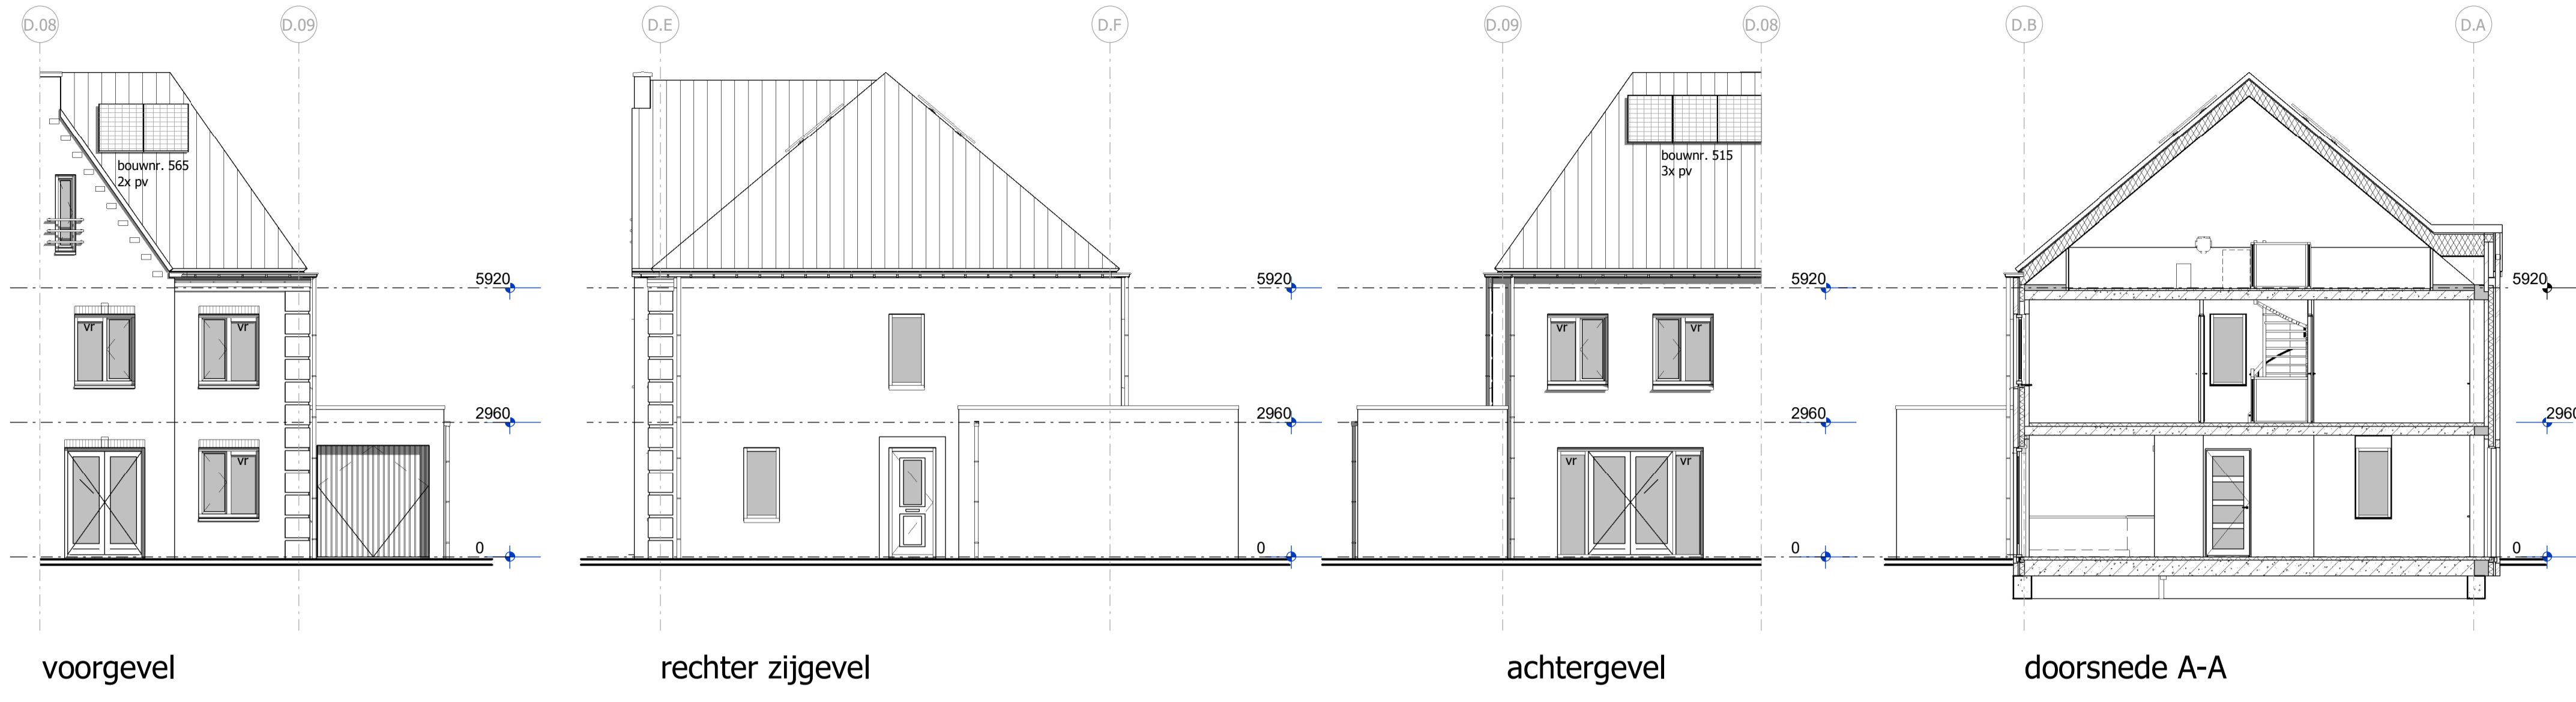 D.08
D.09
D.E
D.F
D.09
D.08
D.B
D.A
bouwnr. 565
2x pv
bouwnr. 515
3x pv
5920
5920
5920
5920
vr
vr
vr
vr
2960
2960
2960
2960
vr
vr
vr
0
0
0
0
voorgevel
rechter zijgevel
achtergevel
doorsnede A-A